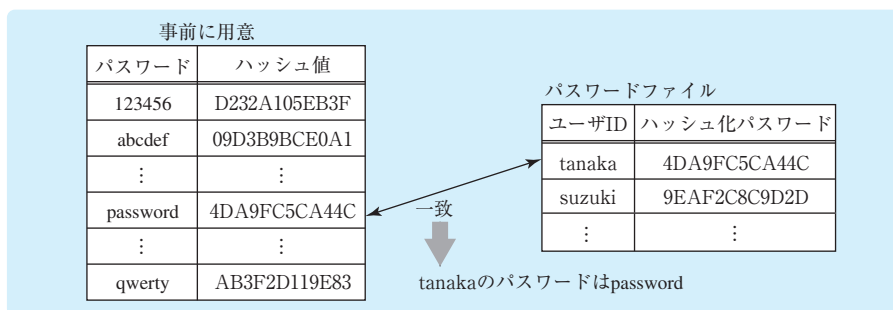 事前に用意
パスワード ハッシュ値
123456 D232A105EB3F
abcdef 09D3B9BCE0A1
⋮ ⋮
password 4DA9FC5CA44C
⋮ ⋮
qwerty AB3F2D119E83
パスワードファイル
ユーザID ハッシュ化パスワード
tanaka 4DA9FC5CA44C
suzuki 9EAF2C8C9D2D
⋮ ⋮
一致
tanakaのパスワードはpassword